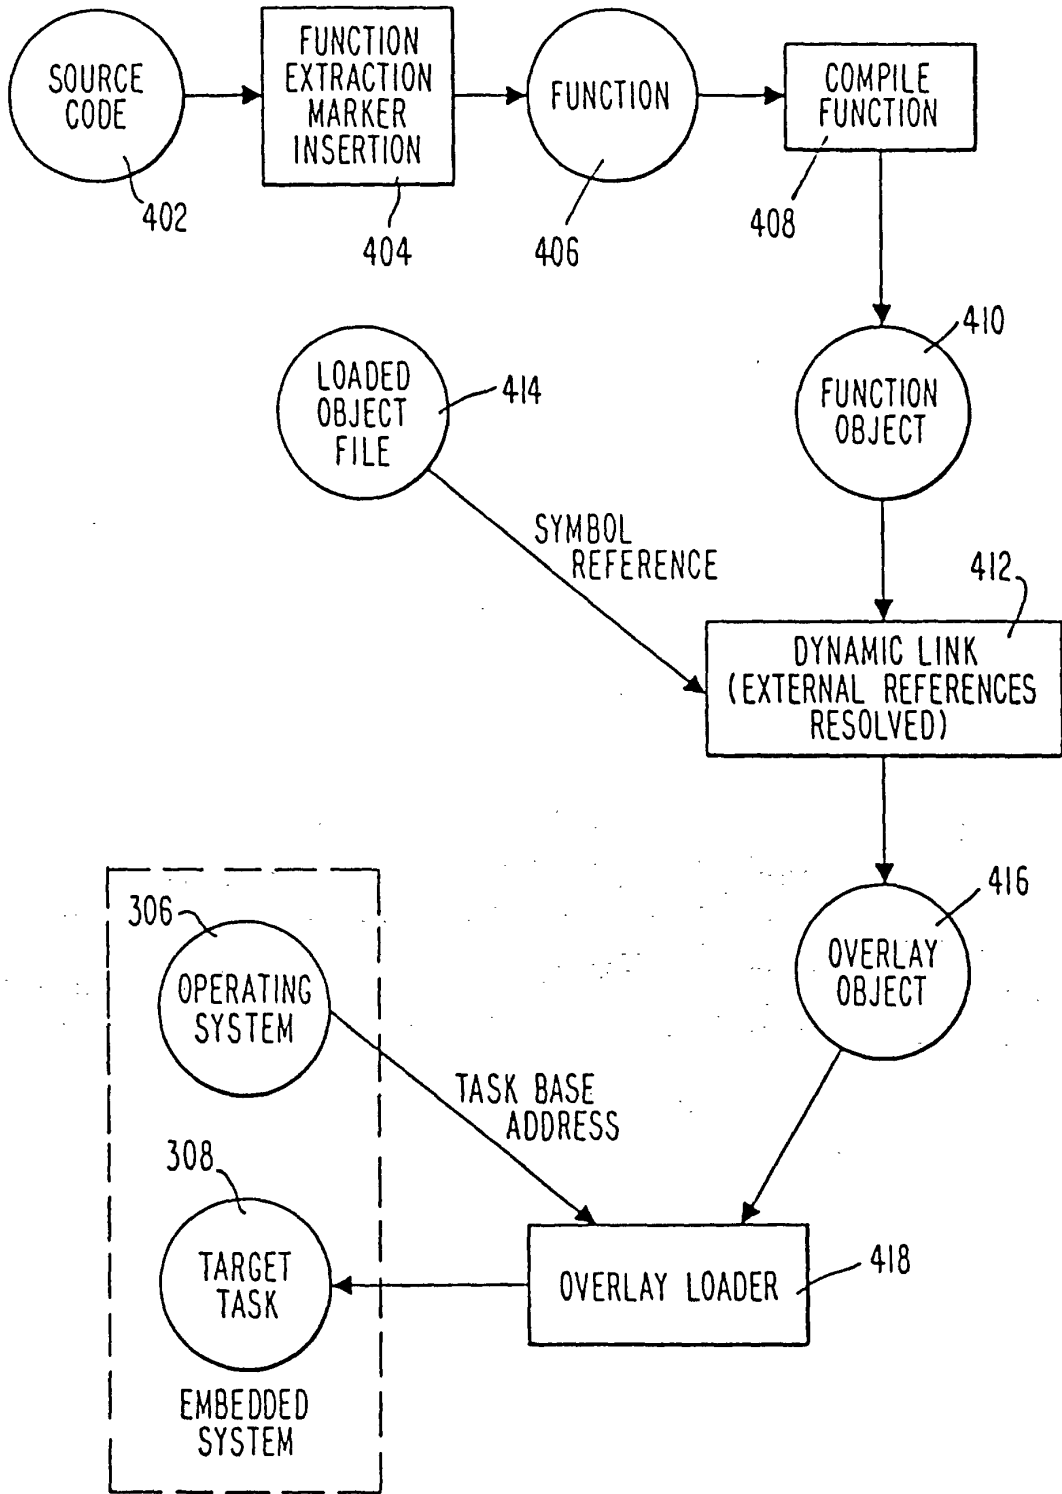 SOURCE
CODE
402
FUNCTION
EXTRACTION
MARKER
INSERTION
404
FUNCTION
406
COMPILE
FUNCTION
408
410
FUNCTION
OBJECT
LOADED
OBJECT
FILE
414
SYMBOL
REFERENCE
412
DYNAMIC LINK
(EXTERNAL REFERENCES
RESOLVED)
416
OVERLAY
OBJECT
306
OPERATING
SYSTEM
TASK BASE
ADDRESS
308
TARGET
TASK
OVERLAY LOADER
418
EMBEDDED
SYSTEM